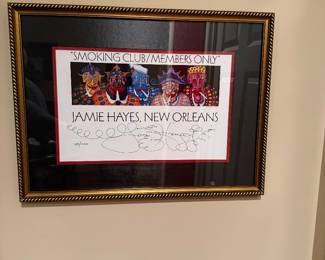 "SMOKING CLUB/MEMBERS ONLY"
JAMIE HAYES, NEW ORLEANS